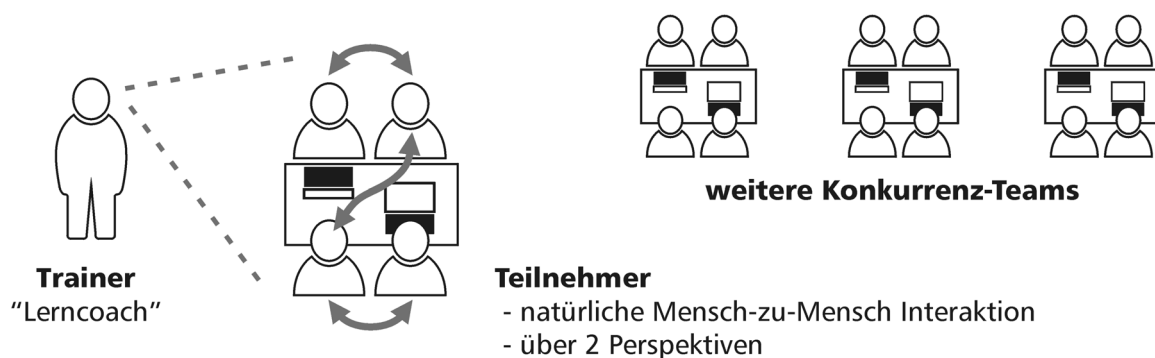 weitere Konkurrenz-Teams
Trainer
“Lerncoach”
Teilnehmer
- natürliche Mensch-zu-Mensch Interaktion
- über 2 Perspektiven